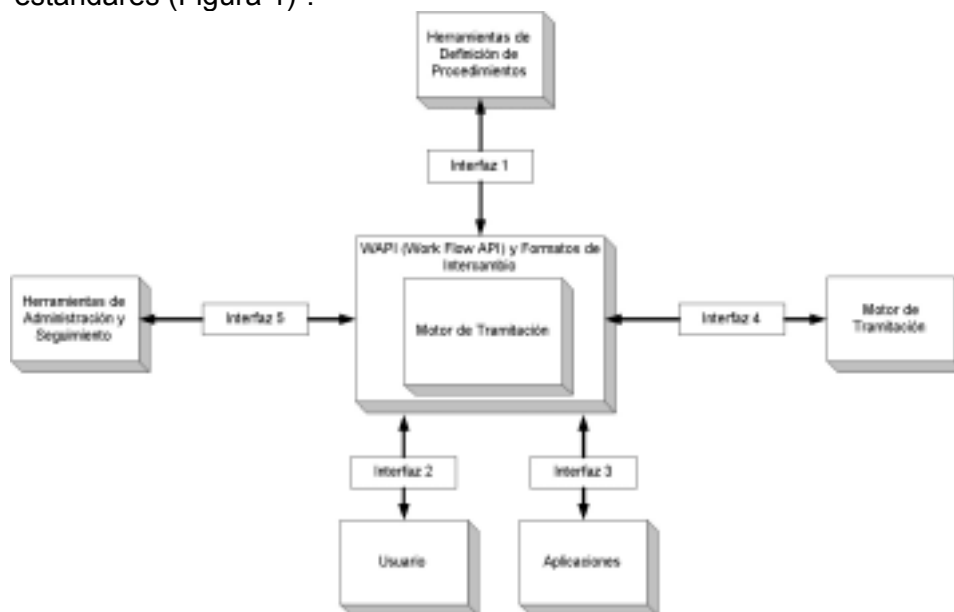 estándares (Figura 1) .
Herramientas de
Definición de
Procedimientos
Interfaz 1
WAPI (Work Flow API) y Formatos de
Intersambio
Motor de Tramitación
Herramientas de
Administración y
Seguimiento
Interfaz 5
Interfaz 4
Motor de
Tramitación
Interfaz 2
Interfaz 3
Usuario
Aplicaciones